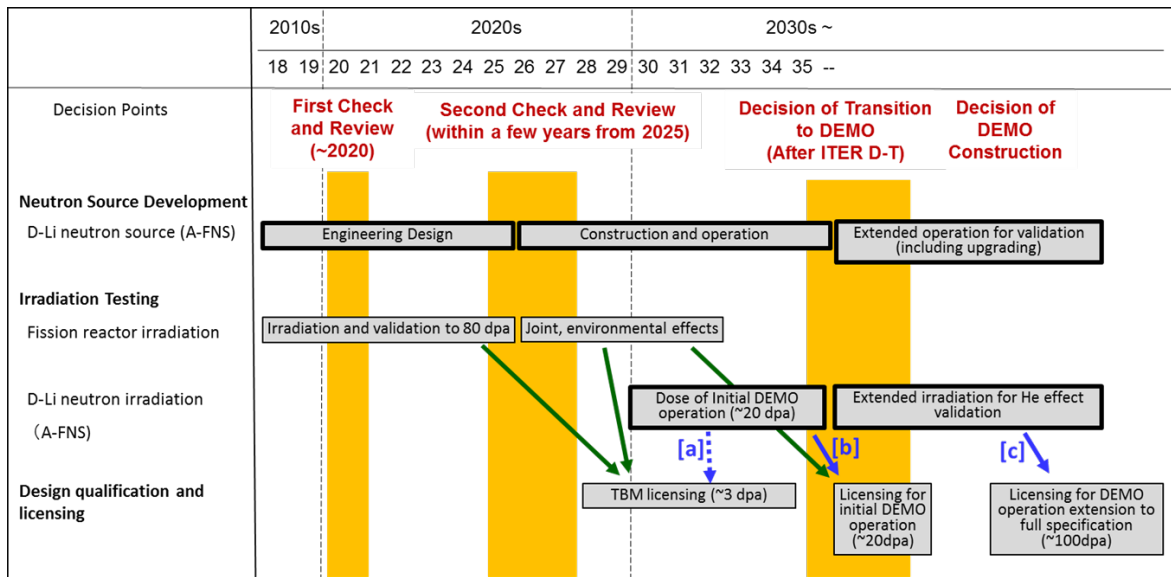 2010s 2020s 2030s ~
18 19 20 21 22 23 24 25 26 27 28 29 30 31 32 33 34 35 --
Decision Points
First Check
and Review
(~2020)
Second Check and Review
(within a few years from 2025)
Decision of Transition
to DEMO
(After ITER D-T)
Decision of
DEMO
Construction
Neutron Source Development
D-Li neutron source (A-FNS)
Engineering Design
Construction and operation
Extended operation for validation
(including upgrading)
Irradiation Testing
Fission reactor irradiation
Irradiation and validation to 80 dpa
Joint, environmental effects
D-Li neutron irradiation
（A-FNS)
Dose of Initial DEMO
operation (~20 dpa)
Extended irradiation for He effect
validation
[a]
[b]
[c]
Design qualification and
licensing
TBM licensing (~3 dpa)
Licensing for
initial DEMO
operation
(~20dpa)
Licensing for DEMO
operation extension to
full specification
(~100dpa)